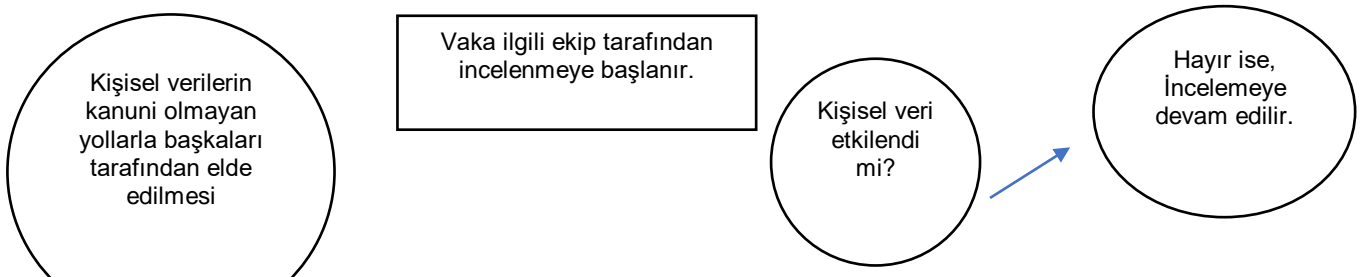 Kişisel verilerin
kanuni olmayan
yollarla başkaları
tarafından elde
edilmesi
Vaka ilgili ekip tarafından
incelenmeye başlanır.
Kişisel veri
etkilendi
mi?
Hayır ise,
İncelemeye
devam edilir.